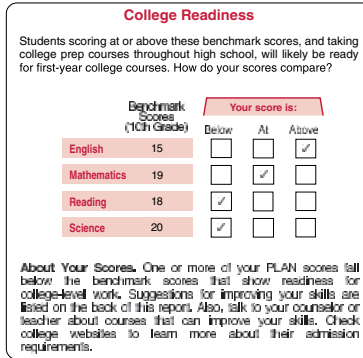 College Readiness
Students scoring at or above these benchmark scores, and taking
college prep courses throughout high school, will likely be ready
for first-year college courses. How do your scores compare?
Benchmark
Scores
(10th Grade)
Your score is:
Below At Above
English 15 ✓
Mathematics 19 ✓
Reading 18 ✓
Science 20 ✓
About Your Scores. One or more of your PLAN scores fall
below the benchmark scores that show readiness for
college-level work. Suggestions for improving your skills are
listed on the back of this report. Also, talk to your counselor or
teacher about courses that can improve your skills. Check
college websites to learn more about their admission
requirements.